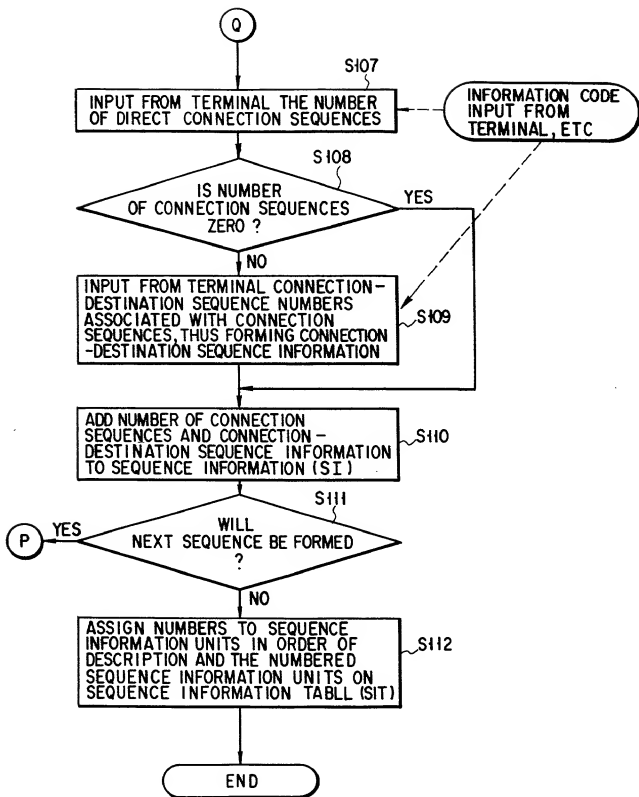 Q
S107
INPUT FROM TERMINAL THE NUMBER
OF DIRECT CONNECTION SEQUENCES
INFORMATION CODE
INPUT FROM
TERMINAL, ETC
S108
IS NUMBER
OF CONNECTION SEQUENCES
ZERO ?
YES
NO
INPUT FROM TERMINAL CONNECTION-
DESTINATION SEQUENCE NUMBERS
ASSOCIATED WITH CONNECTION
SEQUENCES, THUS FORMING CONNECTION
-DESTINATION SEQUENCE INFORMATION
S109
ADD NUMBER OF CONNECTION
SEQUENCES AND CONNECTION-
DESTINATION SEQUENCE INFORMATION
TO SEQUENCE INFORMATION (SI)
S110
S111
WILL
NEXT SEQUENCE BE FORMED
?
YES
P
NO
ASSIGN NUMBERS TO SEQUENCE
INFORMATION UNITS IN ORDER OF
DESCRIPTION AND THE NUMBERED
SEQUENCE INFORMATION UNITS ON
SEQUENCE INFORMATION TABLL (SIT)
S112
END